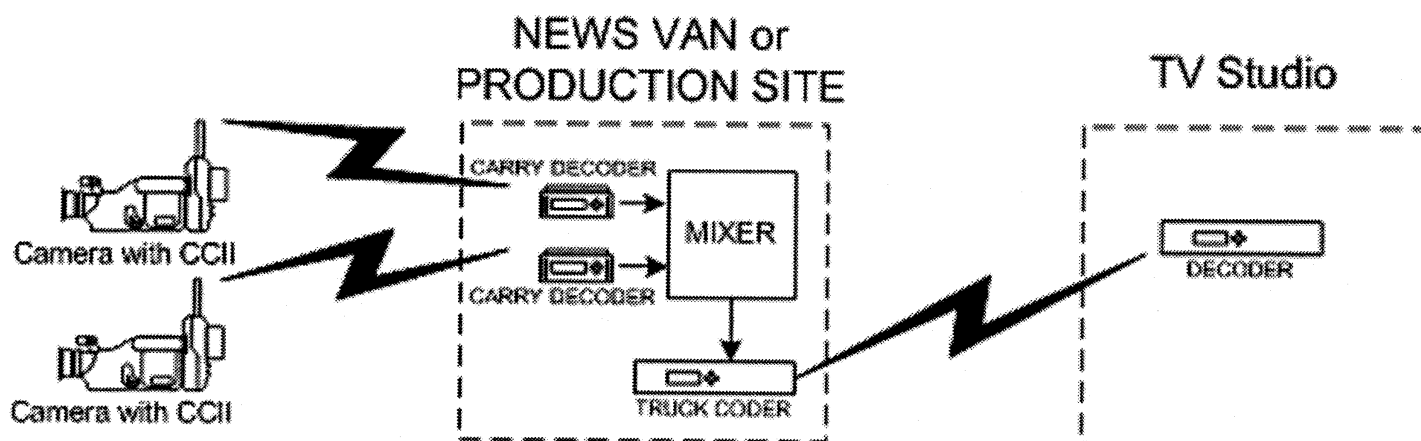 NEWS VAN or
PRODUCTION SITE
TV Studio
CARRY DECODER
MIXER
Camera with CCII
CARRY DECODER
DECODER
TRUCK CODER
Camera with CCII